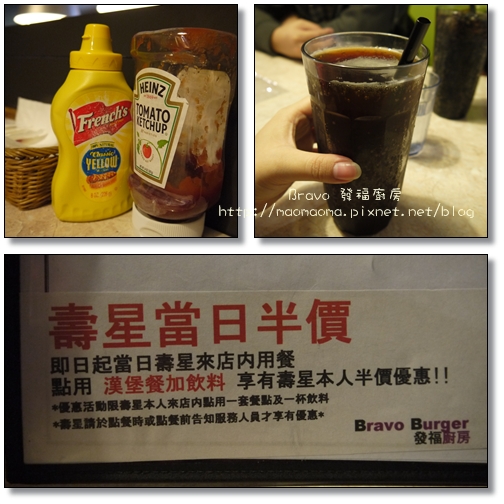 French's
Classic
YELLOW
HEINZ
TOMATO
KETCHUP
Bravo 發福廚房
http://maomaoma.pixnet.net/blog
壽星當日半價
即日起當日壽星來店內用餐
點用 漢堡餐加飲料 享有壽星本人半價優惠!!
*優惠活動限壽星本人來店內點用一套餐點及一杯飲料
*壽星請於點餐時或點餐前告知服務人員才享有優惠*
Bravo Burger
發福廚房